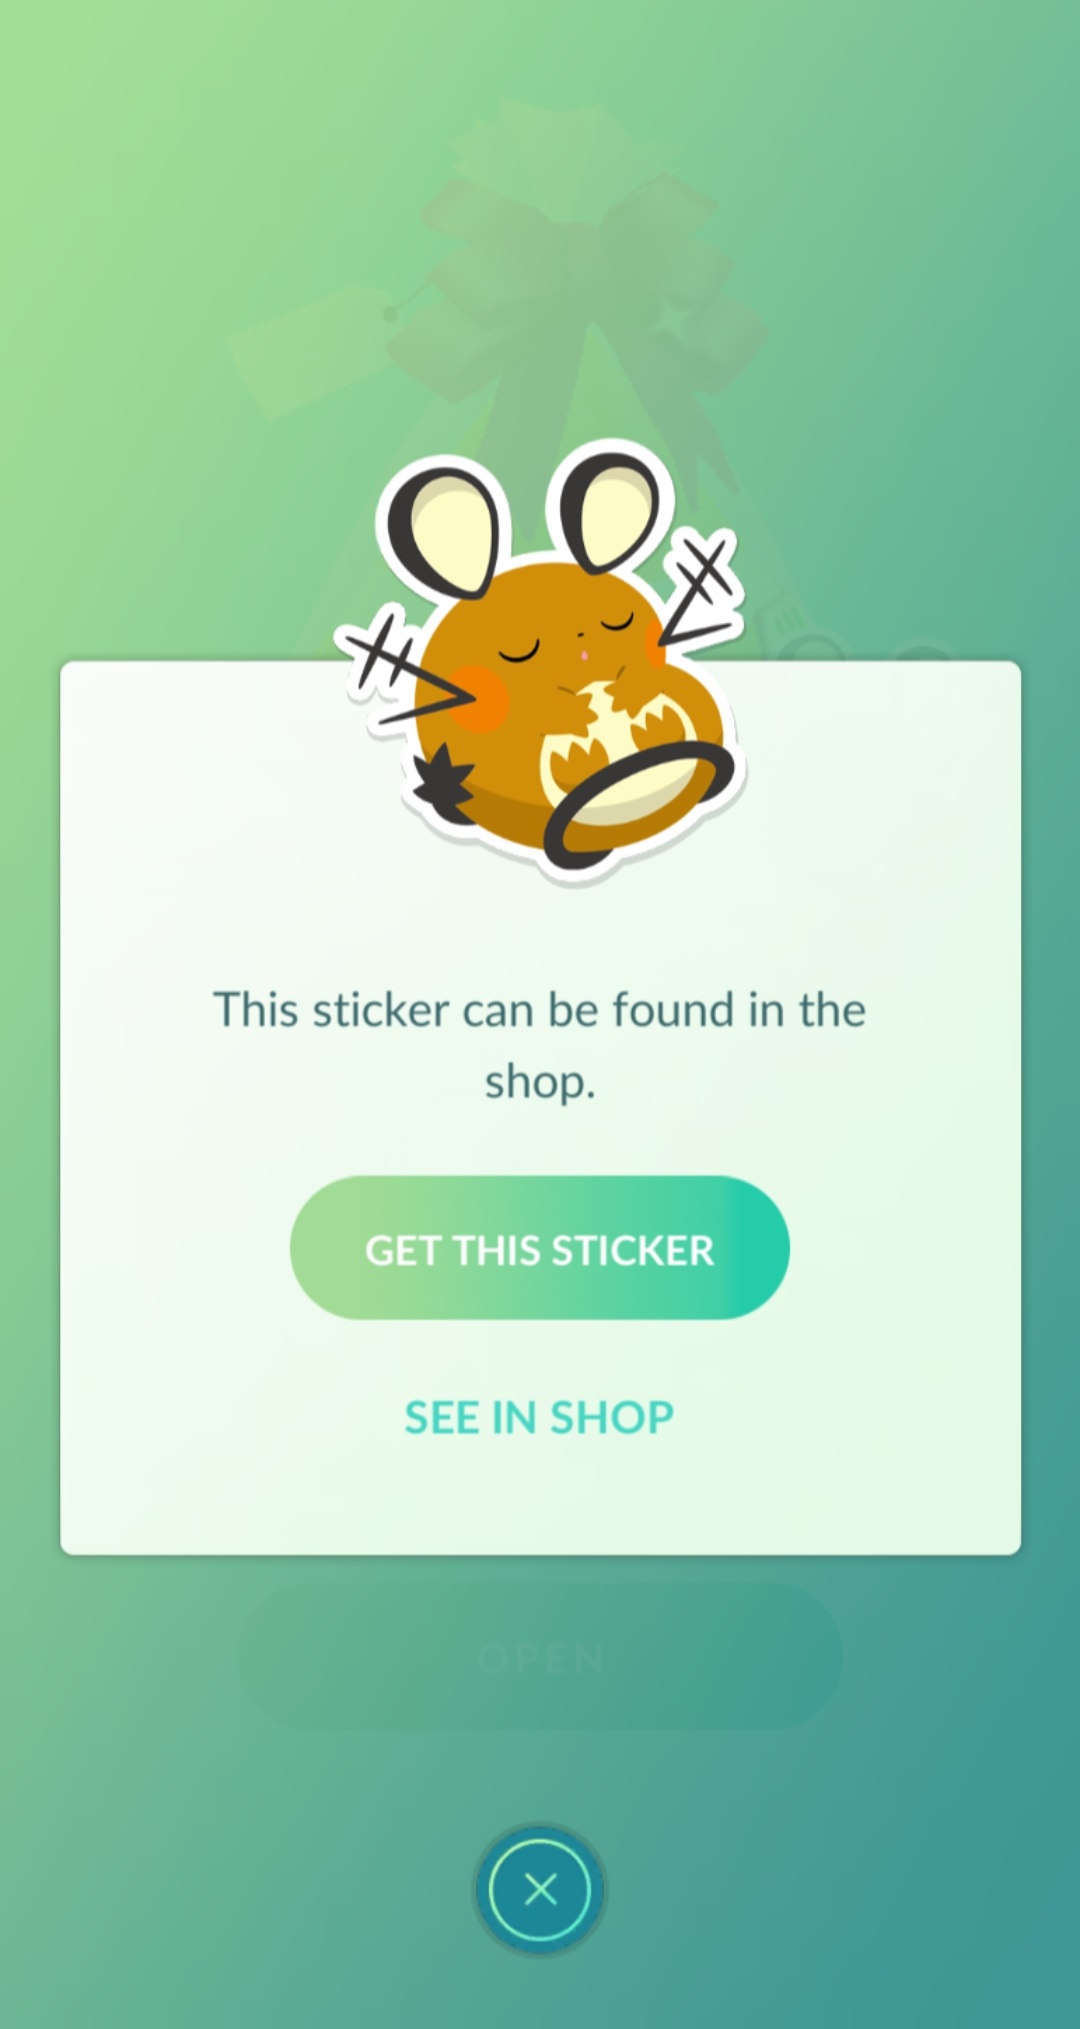 This sticker can be found in the
shop.
GET THIS STICKER
SEE IN SHOP
OPEN